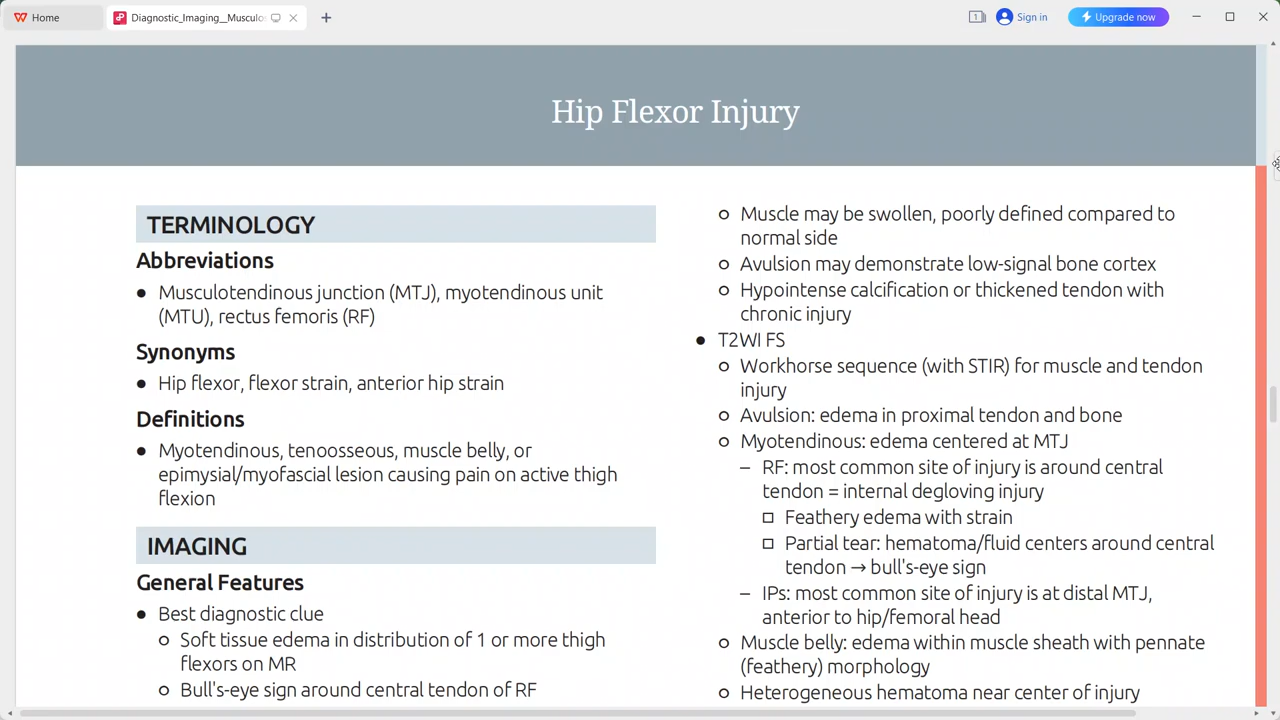 Home
Diagnostic_Imaging__Musculos
1
Sign in
Upgrade now
Hip Flexor Injury
TERMINOLOGY
Abbreviations
● Musculotendinous junction (MTJ), myotendinous unit
(MTU), rectus femoris (RF)
Synonyms
● Hip flexor, flexor strain, anterior hip strain
Definitions
● Myotendinous, tenoosseous, muscle belly, or
epimysial/myofascial lesion causing pain on active thigh
flexion
IMAGING
General Features
● Best diagnostic clue
○ Soft tissue edema in distribution of 1 or more thigh
flexors on MR
○ Bull's-eye sign around central tendon of RF
○ Muscle may be swollen, poorly defined compared to
normal side
○ Avulsion may demonstrate low-signal bone cortex
○ Hypointense calcification or thickened tendon with
chronic injury
● T2WI FS
○ Workhorse sequence (with STIR) for muscle and tendon
injury
○ Avulsion: edema in proximal tendon and bone
○ Myotendinous: edema centered at MTJ
– RF: most common site of injury is around central
tendon = internal degloving injury
□ Feathery edema with strain
□ Partial tear: hematoma/fluid centers around central
tendon → bull's-eye sign
– IPs: most common site of injury is at distal MTJ,
anterior to hip/femoral head
○ Muscle belly: edema within muscle sheath with pennate
(feathery) morphology
○ Heterogeneous hematoma near center of injury